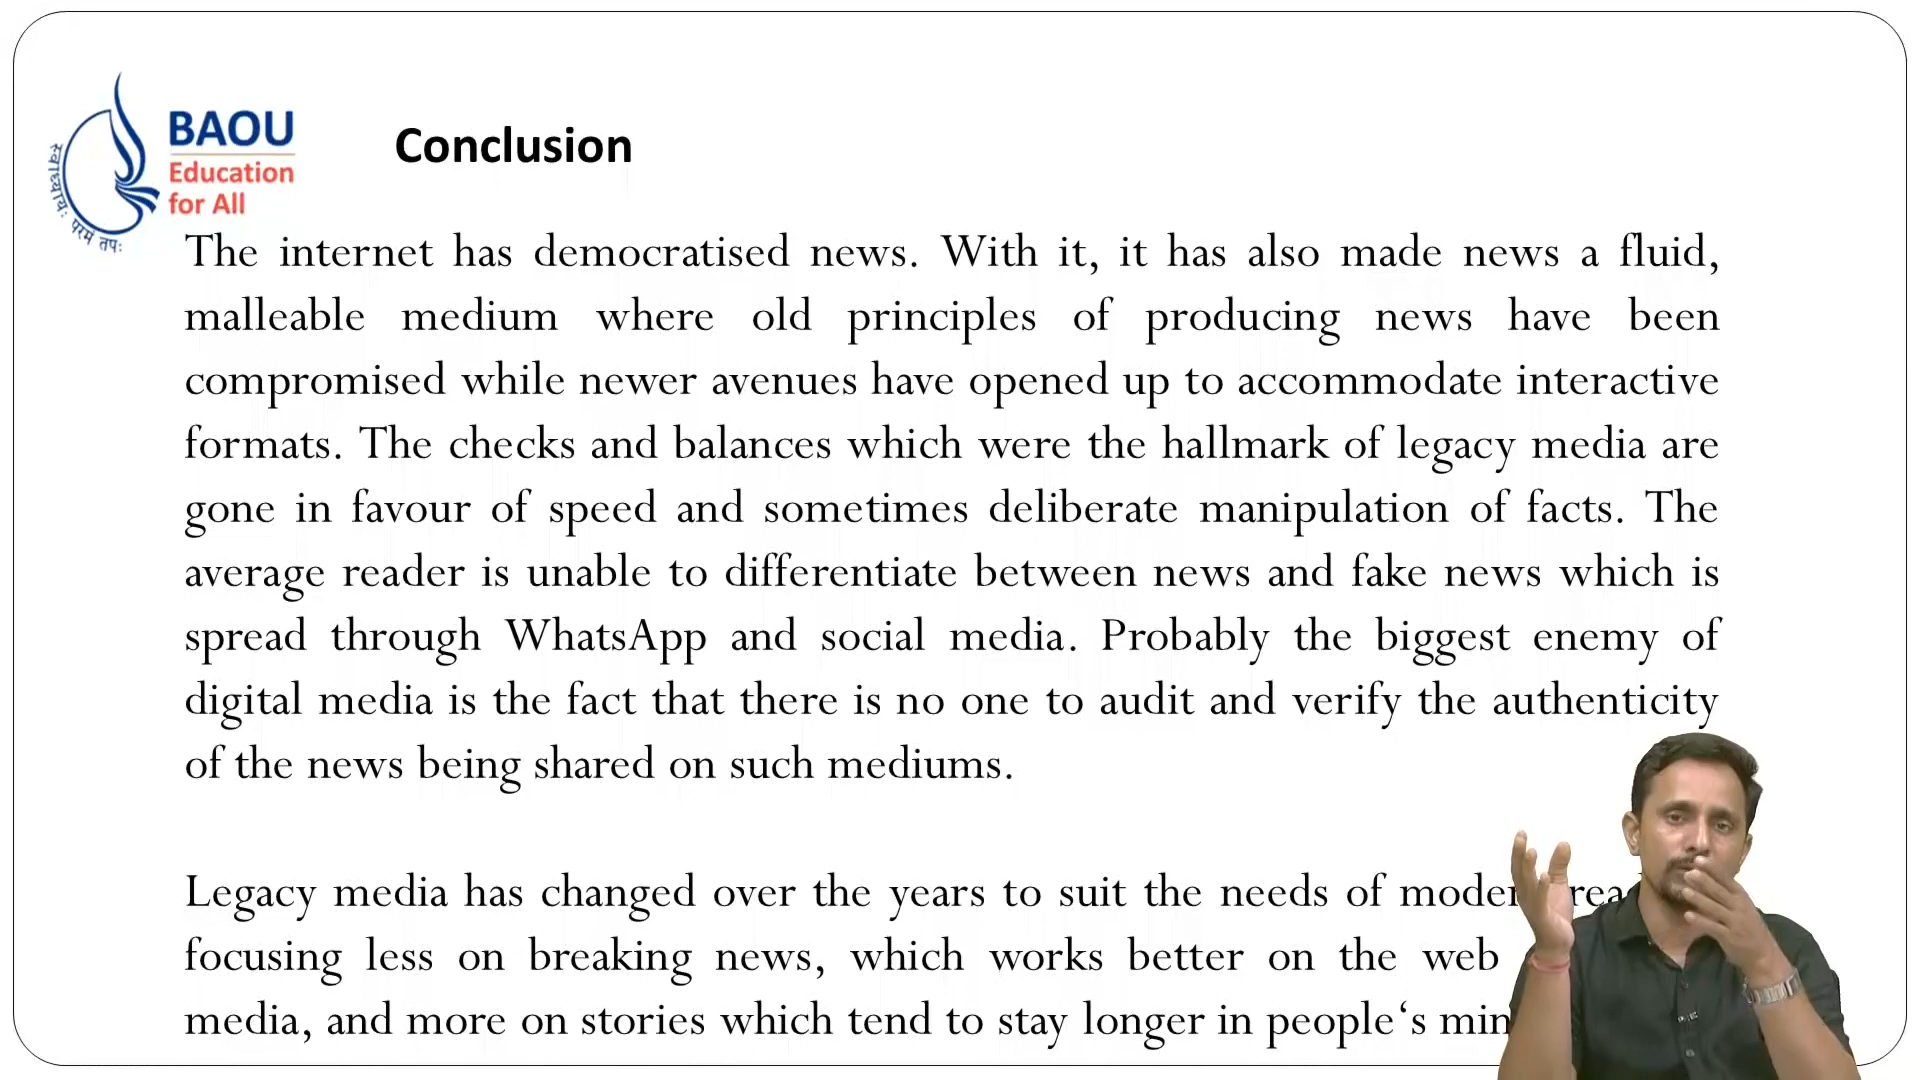 BAOU
Education
for All
स्वाध्यायः परमं तपः
Conclusion
The internet has democratised news. With it, it has also made news a fluid,
malleable medium where old principles of producing news have been
compromised while newer avenues have opened up to accommodate interactive
formats. The checks and balances which were the hallmark of legacy media are
gone in favour of speed and sometimes deliberate manipulation of facts. The
average reader is unable to differentiate between news and fake news which is
spread through WhatsApp and social media. Probably the biggest enemy of
digital media is the fact that there is no one to audit and verify the authenticity
of the news being shared on such mediums.
Legacy media has changed over the years to suit the needs of
focusing less on breaking news, which works better on the web
media, and more on stories which tend to stay longer in people‘s